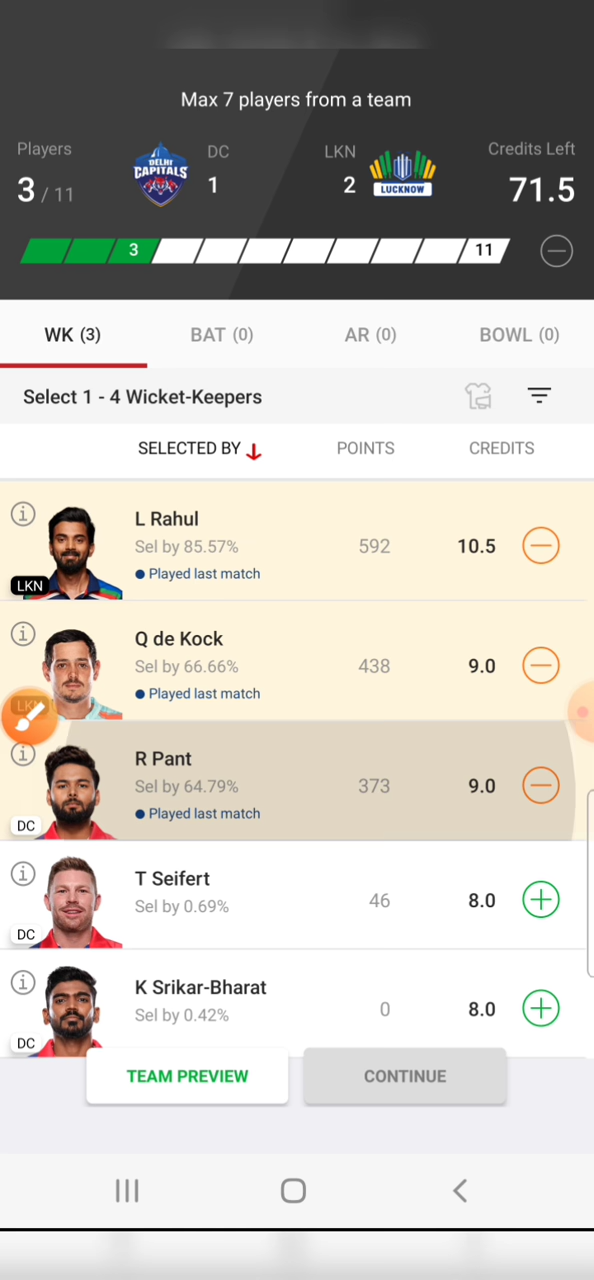 Max 7 players from a team
Players
DC
LKN
Credits Left
3 / 11
DELHI
CAPITALS
1
2
LUCKNOW
71.5
3
11
WK (3)
BAT (0)
AR (0)
BOWL (0)
Select 1 - 4 Wicket-Keepers
SELECTED BY
POINTS
CREDITS
L Rahul
Sel by 85.57%
592
10.5
Played last match
LKN
Q de Kock
Sel by 66.66%
438
9.0
Played last match
LKN
R Pant
Sel by 64.79%
373
9.0
Played last match
DC
T Seifert
Sel by 0.69%
46
8.0
DC
K Srikar-Bharat
Sel by 0.42%
0
8.0
DC
TEAM PREVIEW
CONTINUE